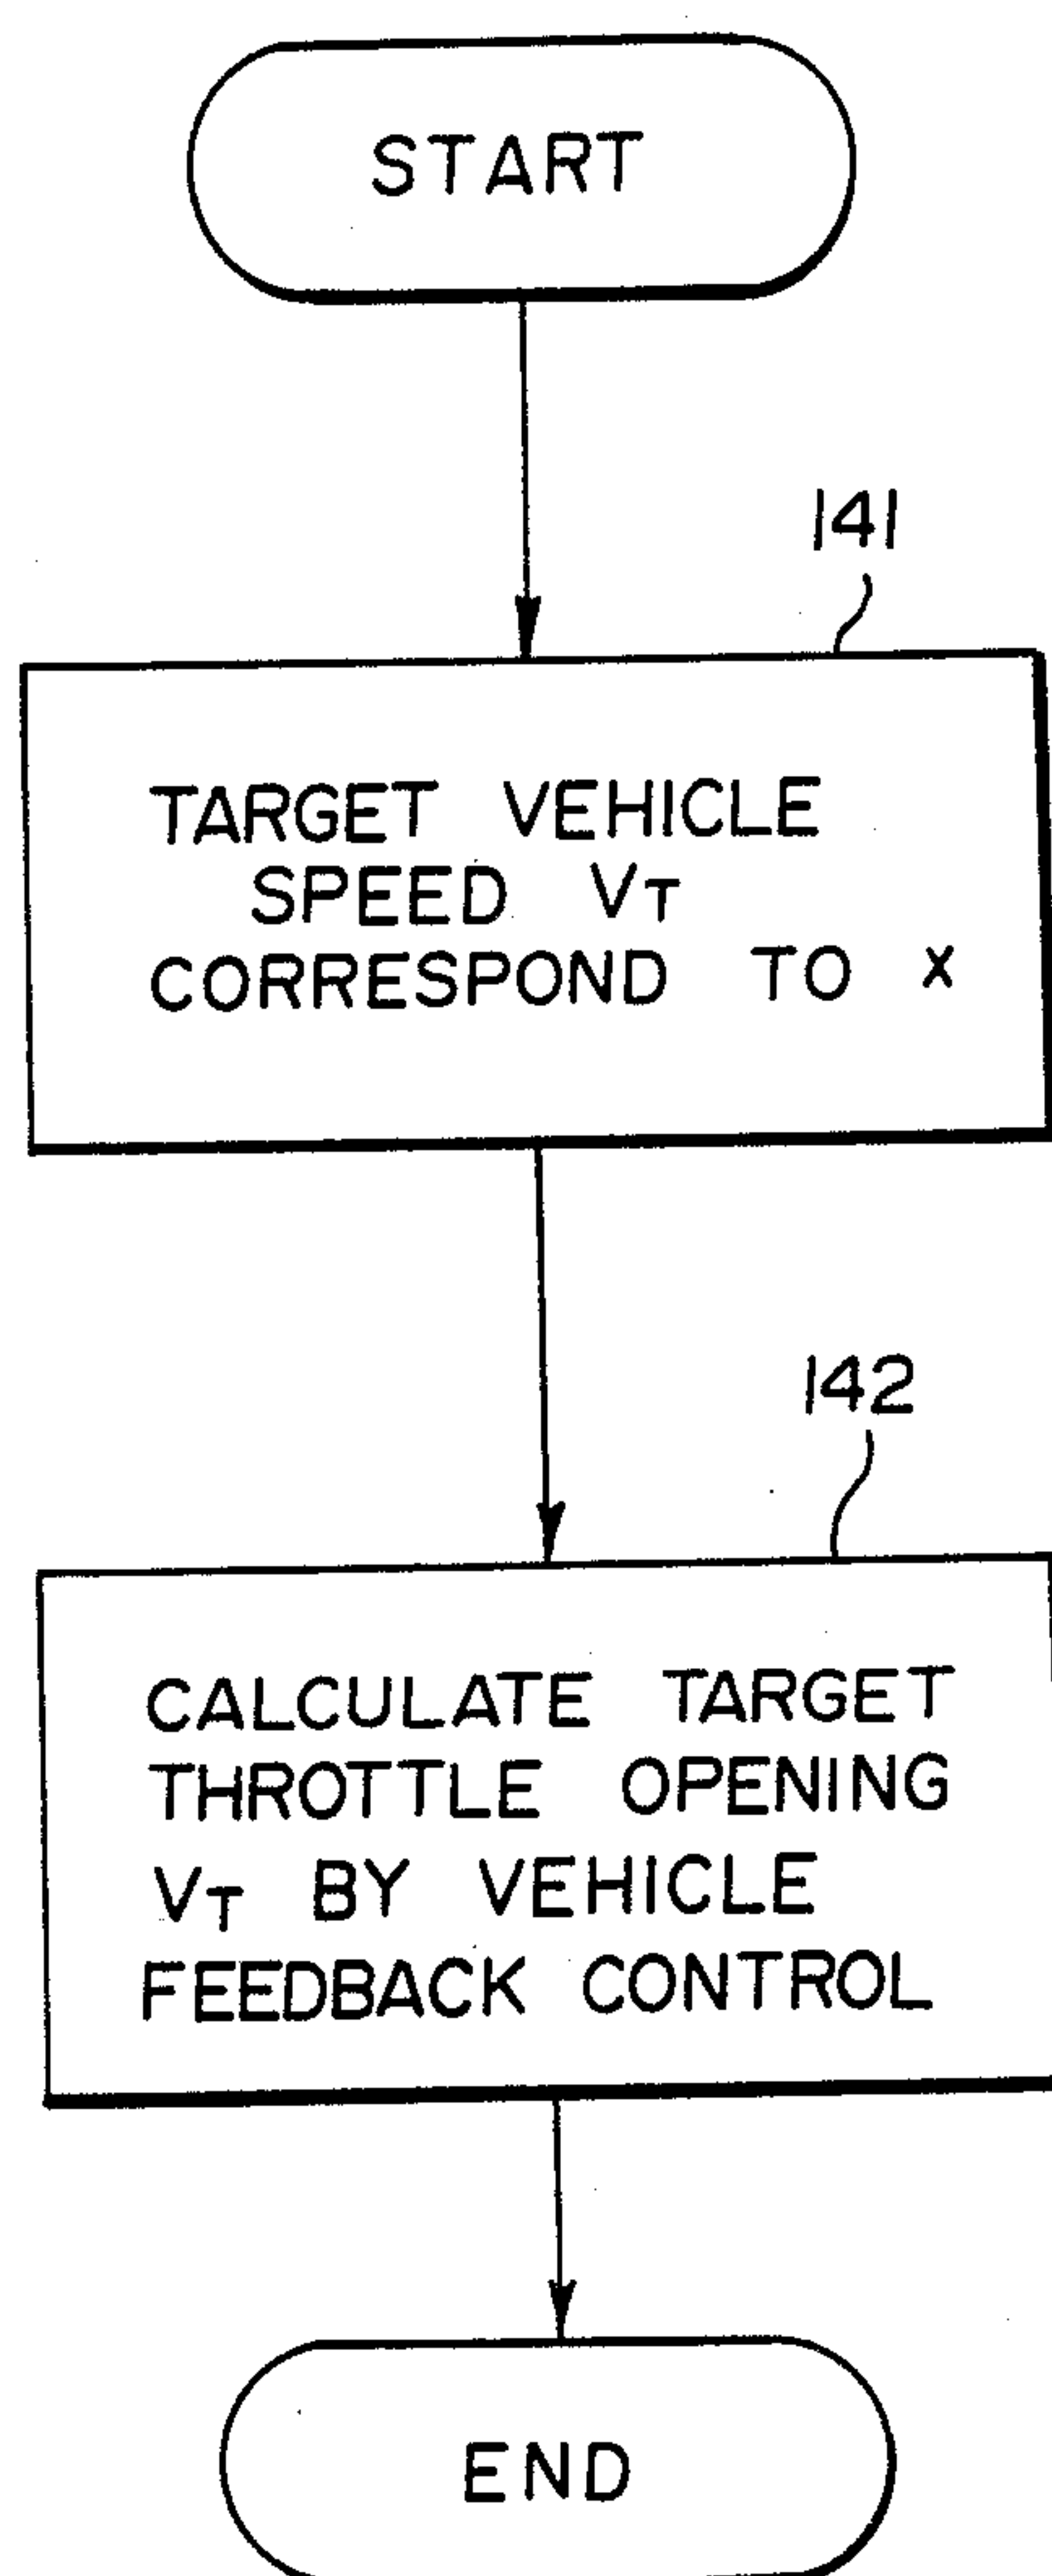 START
141
TARGET VEHICLE
SPEED VT
CORRESPOND TO X
142
CALCULATE TARGET
THROTTLE OPENING
VT BY VEHICLE
FEEDBACK CONTROL
END